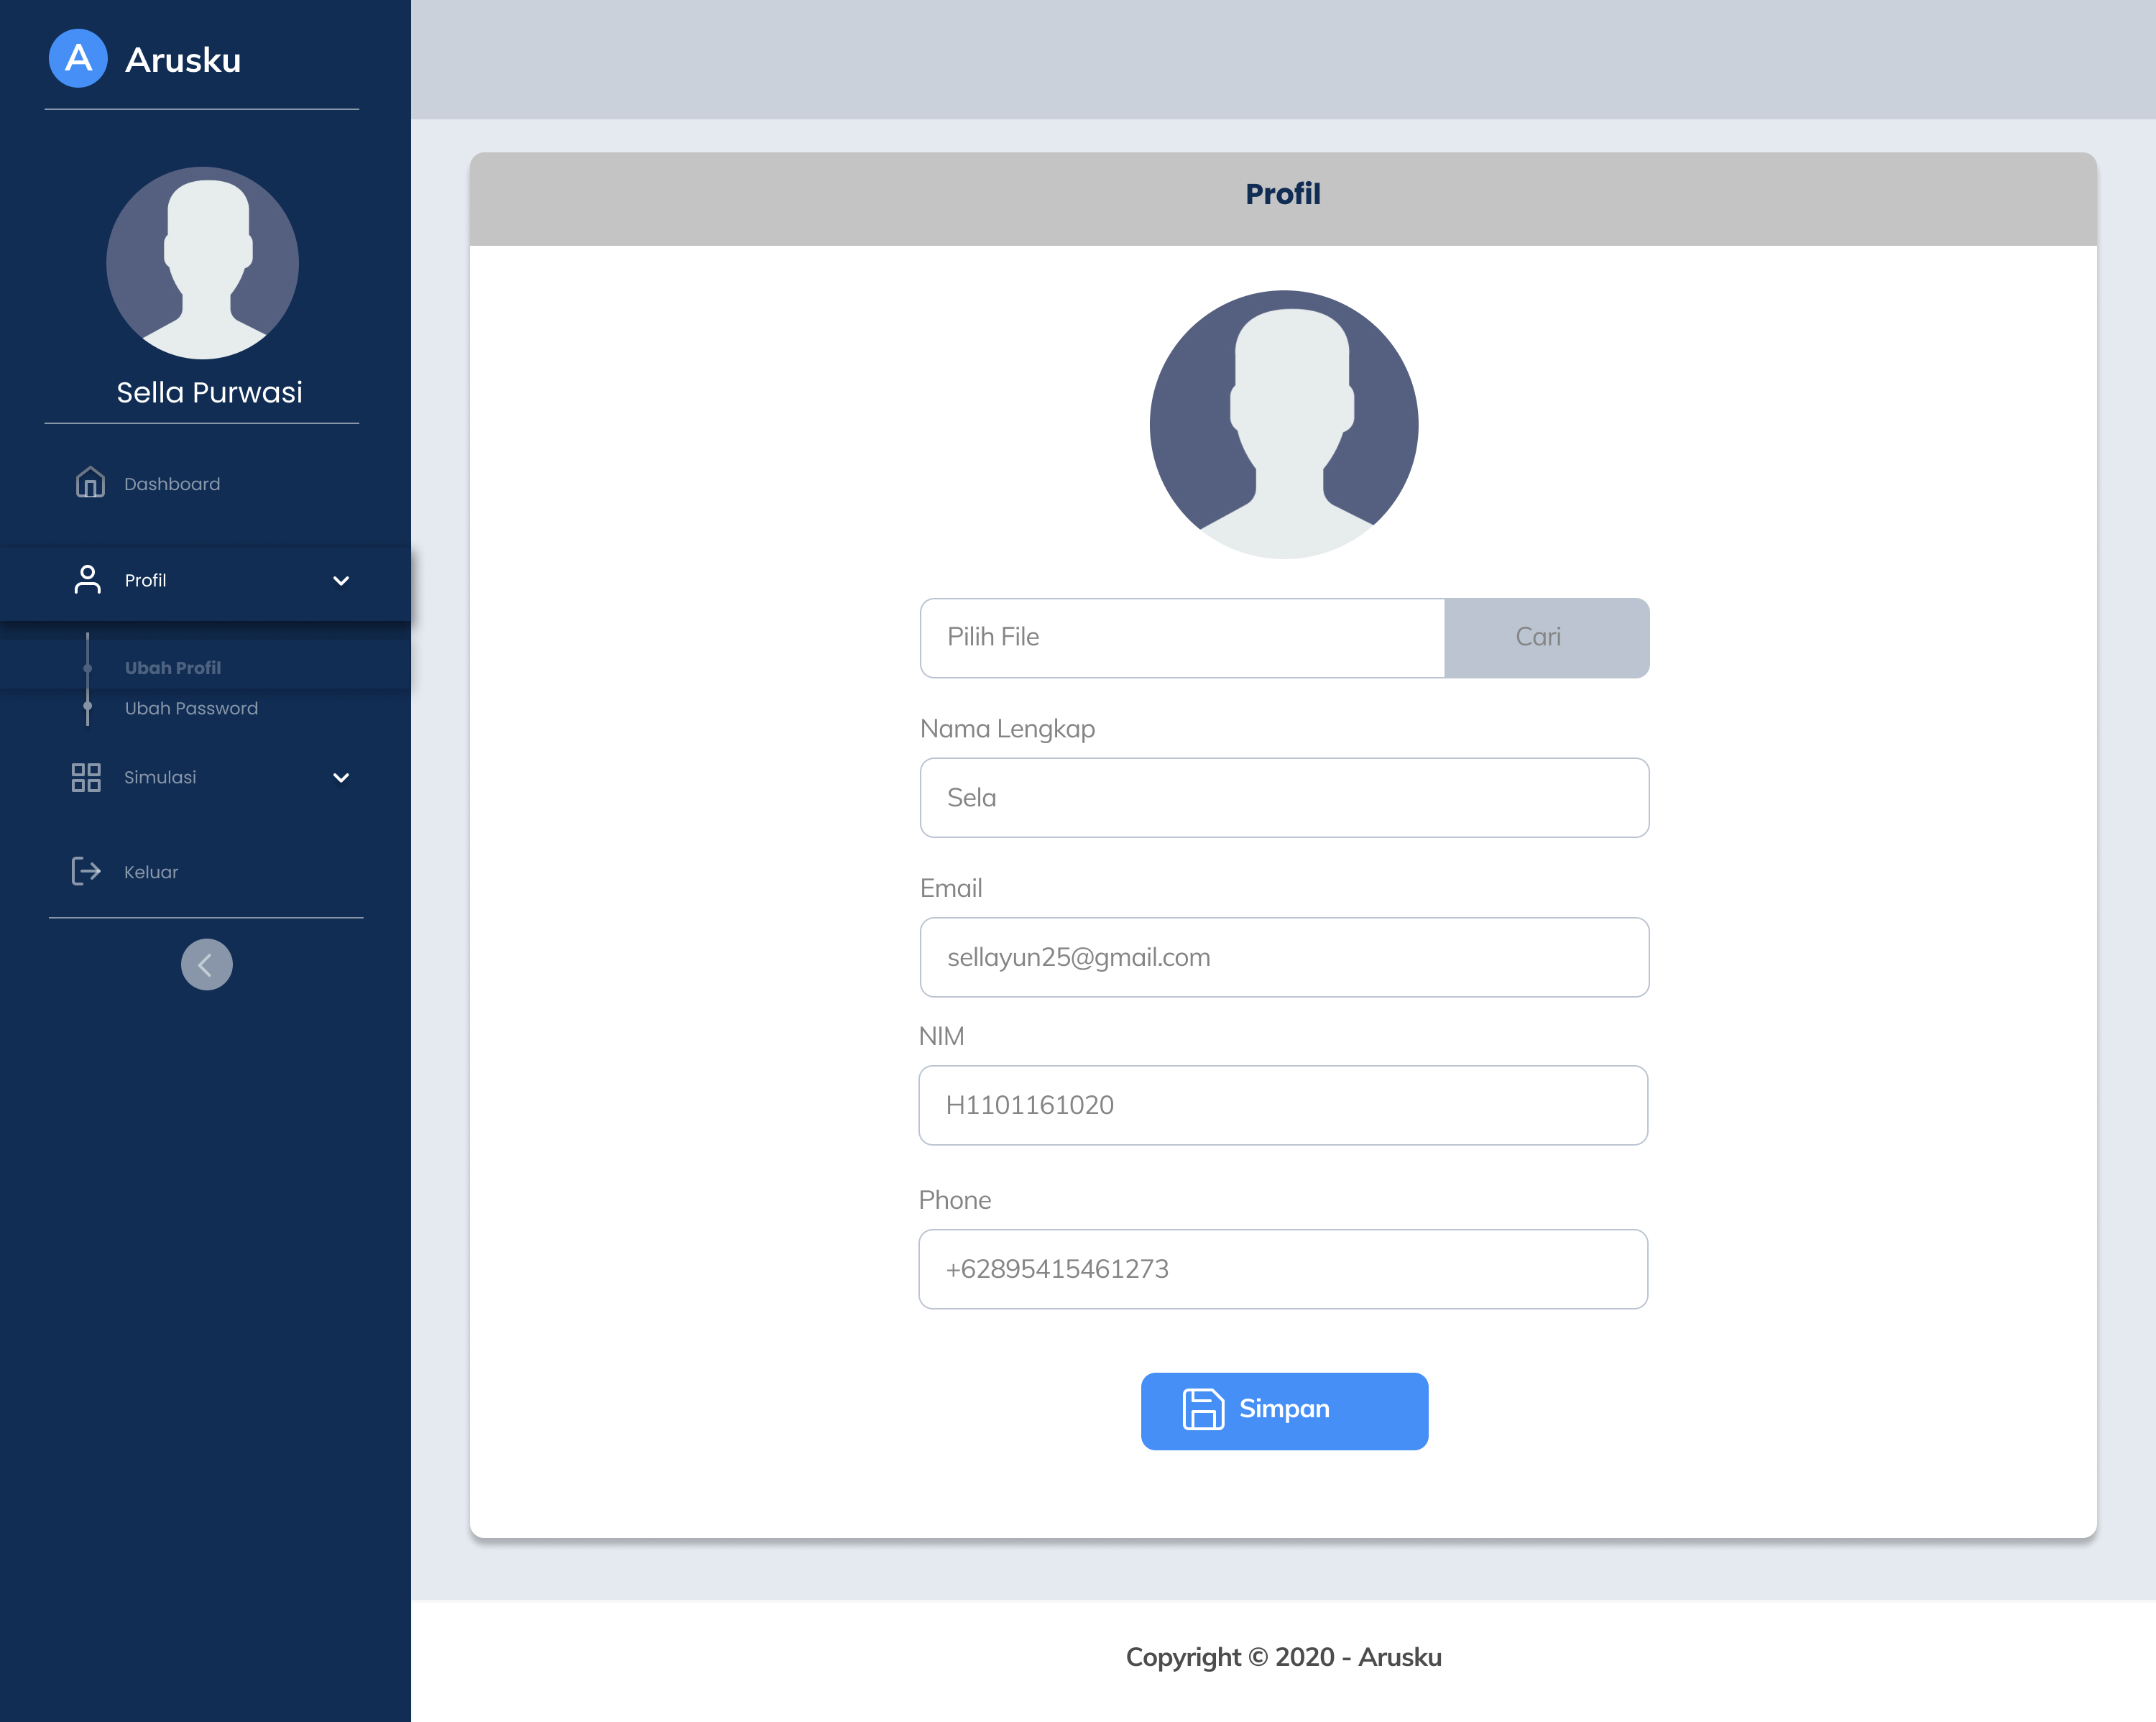 A Arusku
Sella Purwasi
Dashboard
Profil
Ubah Profil
Ubah Password
Simulasi
Keluar
Profil
Pilih File
Cari
Nama Lengkap
Sela
Email
sellayun25@gmail.com
NIM
H1101161020
Phone
+62895415461273
Simpan
Copyright © 2020 - Arusku